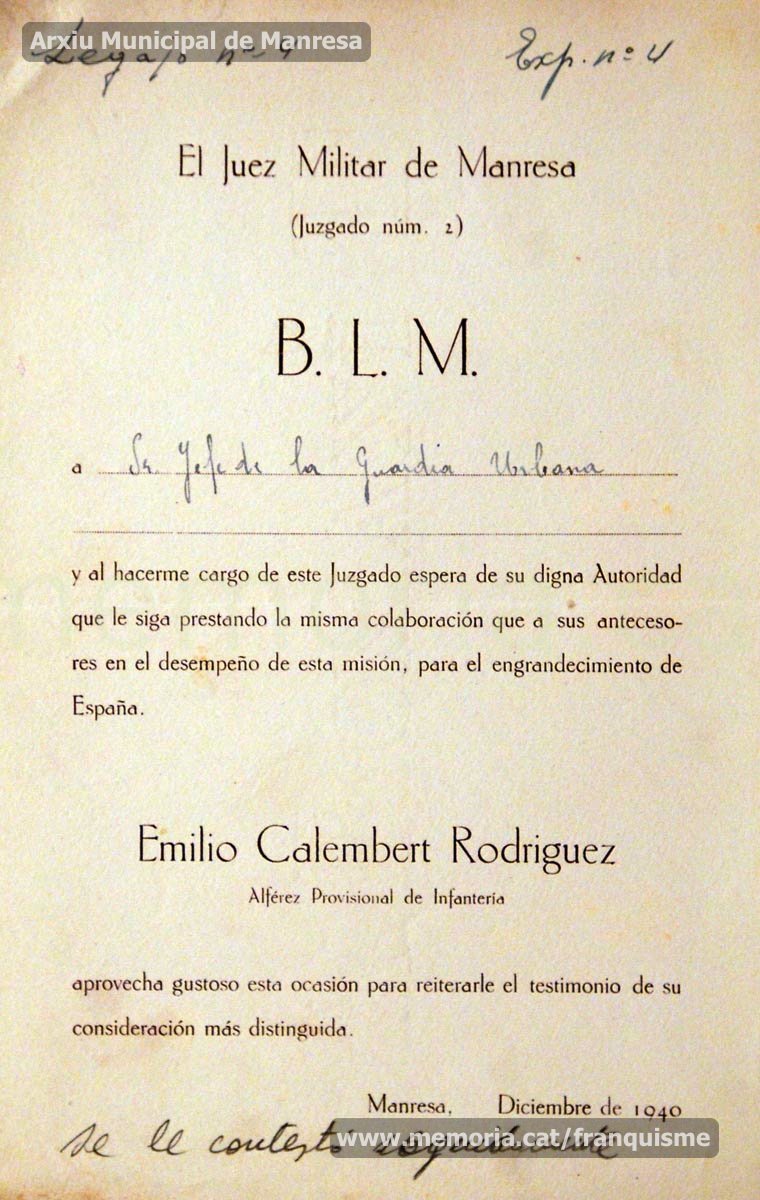 Arxiu Municipal de Manresa
Legajo nº 4
Exp. nº 4
El Juez Militar de Manresa
(Juzgado núm. 2)
B. L. M.
a Sr. Jefe de la Guardia Urbana
y al hacerme cargo de este Juzgado espera de su digna Autoridad
que le siga prestando la misma colaboración que a sus anteceso-
res en el desempeño de esta misión, para el engrandecimiento de
España.
Emilio Calembert Rodriguez
Alférez Provisional de Infantería
aprovecha gustoso esta ocasión para reiterarle el testimonio de su
consideración más distinguida.
Manresa, Diciembre de 1940
se le contestó
www.memoria.cat/franquisme